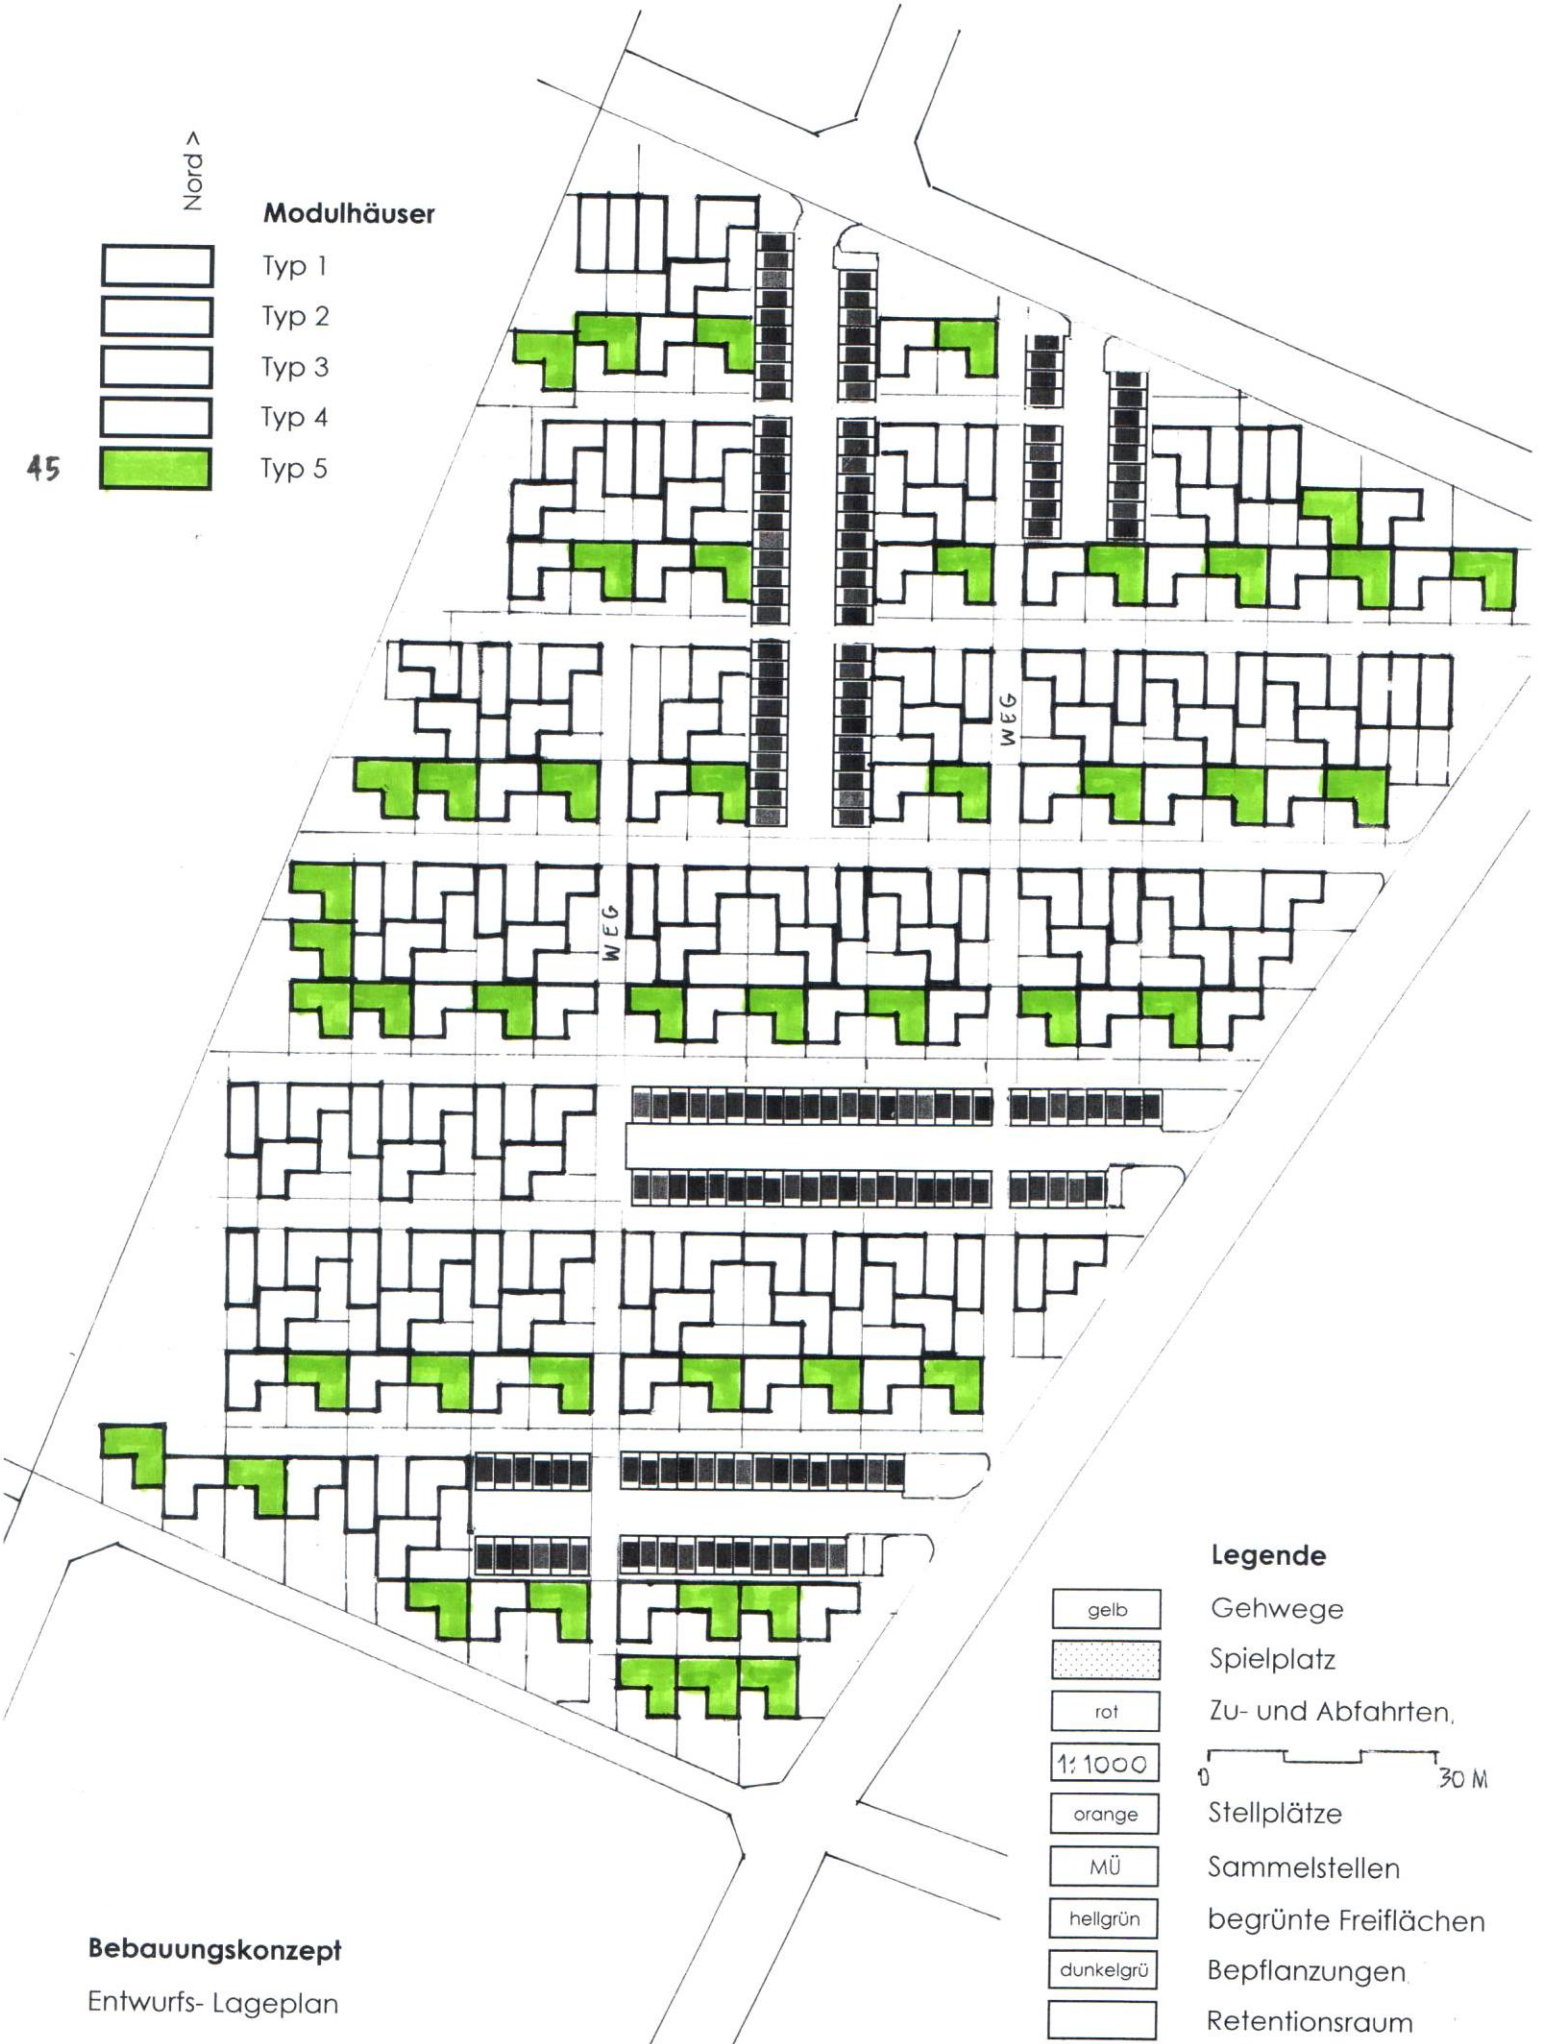 Nord >
Modulhäuser
Typ 1
Typ 2
Typ 3
Typ 4
45 Typ 5
WEG
WEG
Legende
gelb Gehwege
Spielplatz
rot Zu- und Abfahrten,
1:1000 0 30 M
orange Stellplätze
MÜ Sammelstellen
hellgrün begrünte Freiflächen
dunkelgrü Bepflanzungen
Retentionsraum
Bebauungskonzept
Entwurfs- Lageplan